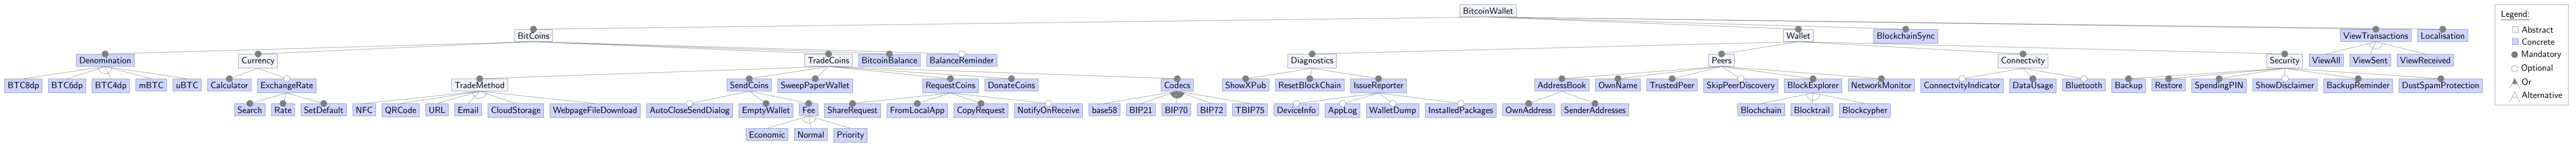 BitcoinWallet
Legend:
Abstract
BitCoins Wallet BlockchainSync ViewTransactions Localisation
Concrete
Mandatory
Denomination Currency TradeCoins BitcoinBalance BalanceReminder Diagnostics Peers Connectvity Security ViewAll ViewSent ViewReceived
Optional
Or
BTC8dp BTC6dp BTC4dp mBTC uBTC Calculator ExchangeRate TradeMethod SendCoins SweepPaperWallet RequestCoins DonateCoins Codecs ShowXPub ResetBlockChain IssueReporter AddressBook OwnName TrustedPeer SkipPeerDiscovery BlockExplorer NetworkMonitor ConnectvityIndicator DataUsage Bluetooth Backup Restore SpendingPIN ShowDisclaimer BackupReminder DustSpamProtection
Alternative
Search Rate SetDefault NFC QRCode URL Email CloudStorage WebpageFileDownload AutoCloseSendDialog EmptyWallet Fee ShareRequest FromLocalApp CopyRequest NotifyOnReceive base58 BIP21 BIP70 BIP72 TBIP75 DeviceInfo AppLog WalletDump InstalledPackages OwnAddress SenderAddresses Blochchain Blocktrail Blockcypher
Economic Normal Priority